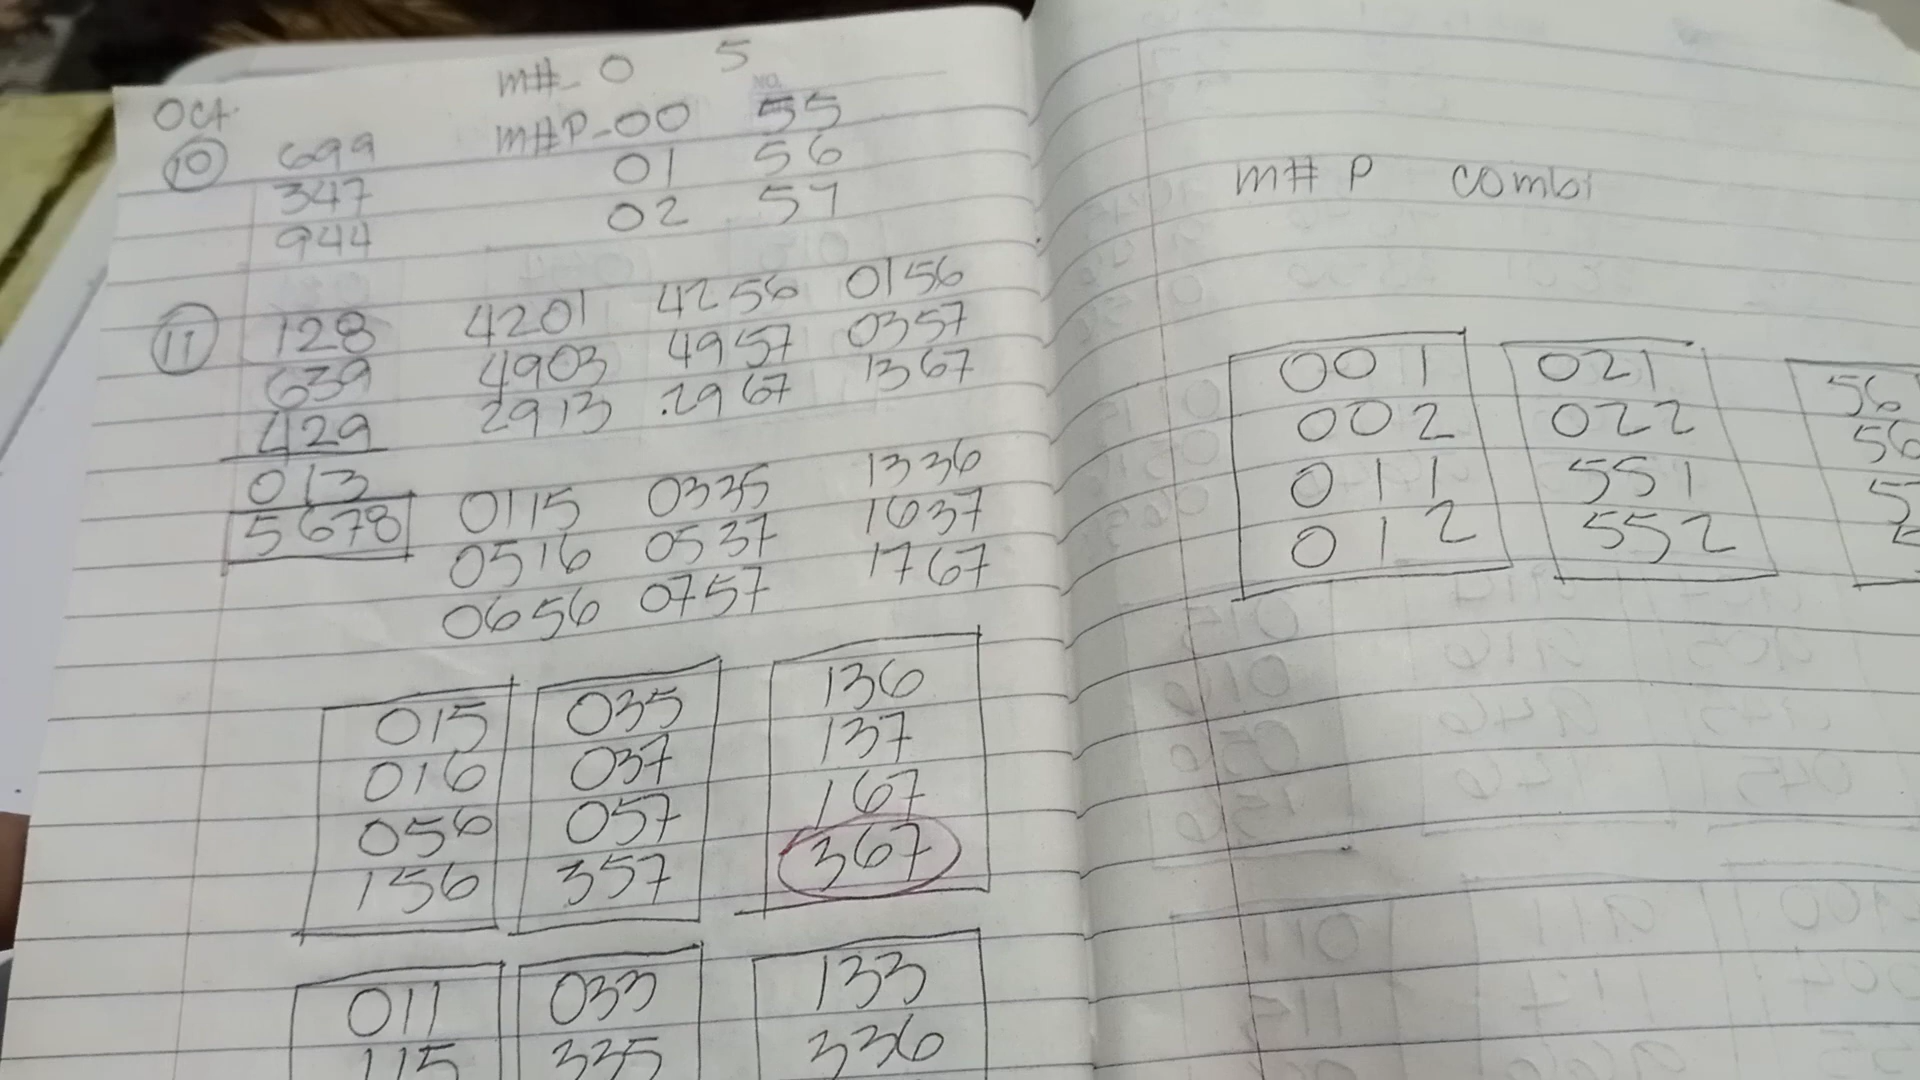 m#- 0 5
Oct. m#P-00 55
10 699 01 56
347 02 57
944
11 128 4201 4256 0156
639 4903 4957 0357
429 2913 .2967 1367
013
5678 0115 0335 1336
0516 0537 1637
0656 0757 1767
015 035 136
016 037 137
056 057 167
156 357 367
011 033 133
115 335 336
m# P combi
001 021 56
002 022 56
011 551 5
012 552